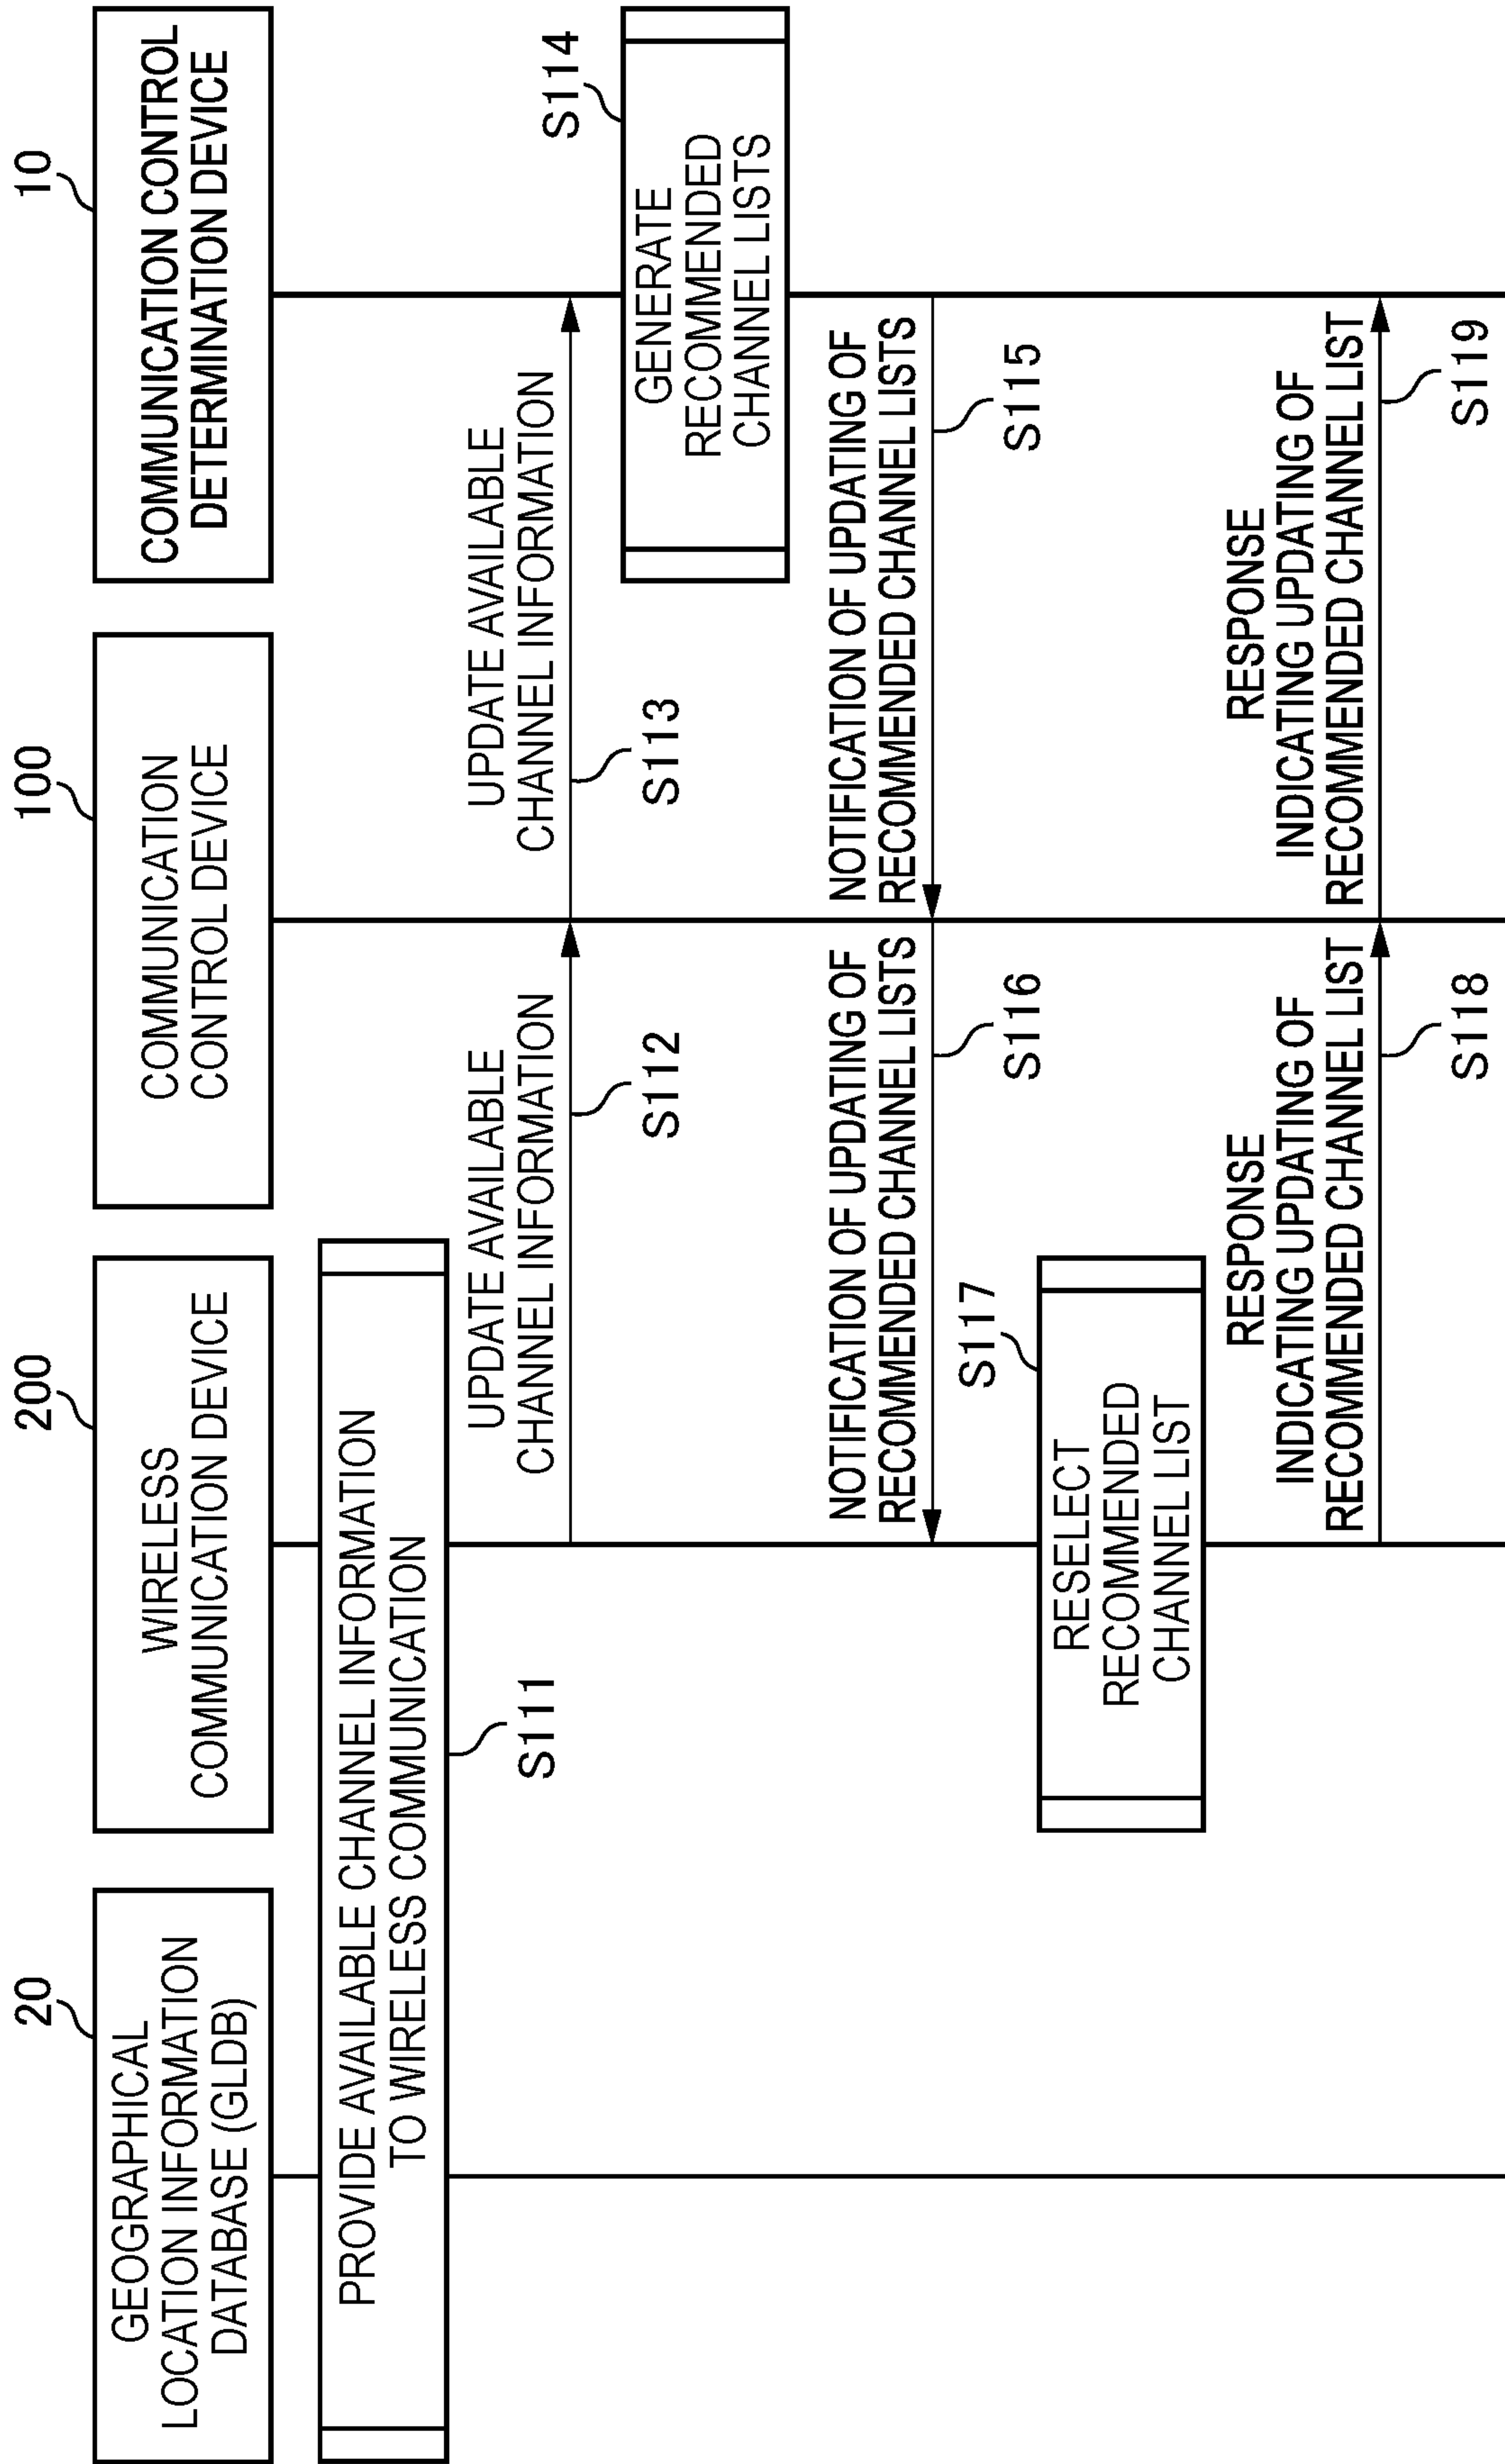 20
GEOGRAPHICAL
LOCATION INFORMATION
DATABASE (GLDB)
200
WIRELESS
COMMUNICATION DEVICE
100
COMMUNICATION
CONTROL DEVICE
10
COMMUNICATION CONTROL
DETERMINATION DEVICE
PROVIDE AVAILABLE CHANNEL INFORMATION
TO WIRELESS COMMUNICATION
S111
UPDATE AVAILABLE
CHANNEL INFORMATION
S112
UPDATE AVAILABLE
CHANNEL INFORMATION
S113
S114
GENERATE
RECOMMENDED
CHANNEL LISTS
NOTIFICATION OF UPDATING OF
RECOMMENDED CHANNEL LISTS
S115
NOTIFICATION OF UPDATING OF
RECOMMENDED CHANNEL LISTS
S116
S117
RESELECT
RECOMMENDED
CHANNEL LIST
RESPONSE
INDICATING UPDATING OF
RECOMMENDED CHANNEL LIST
S118
RESPONSE
INDICATING UPDATING OF
RECOMMENDED CHANNEL LIST
S119